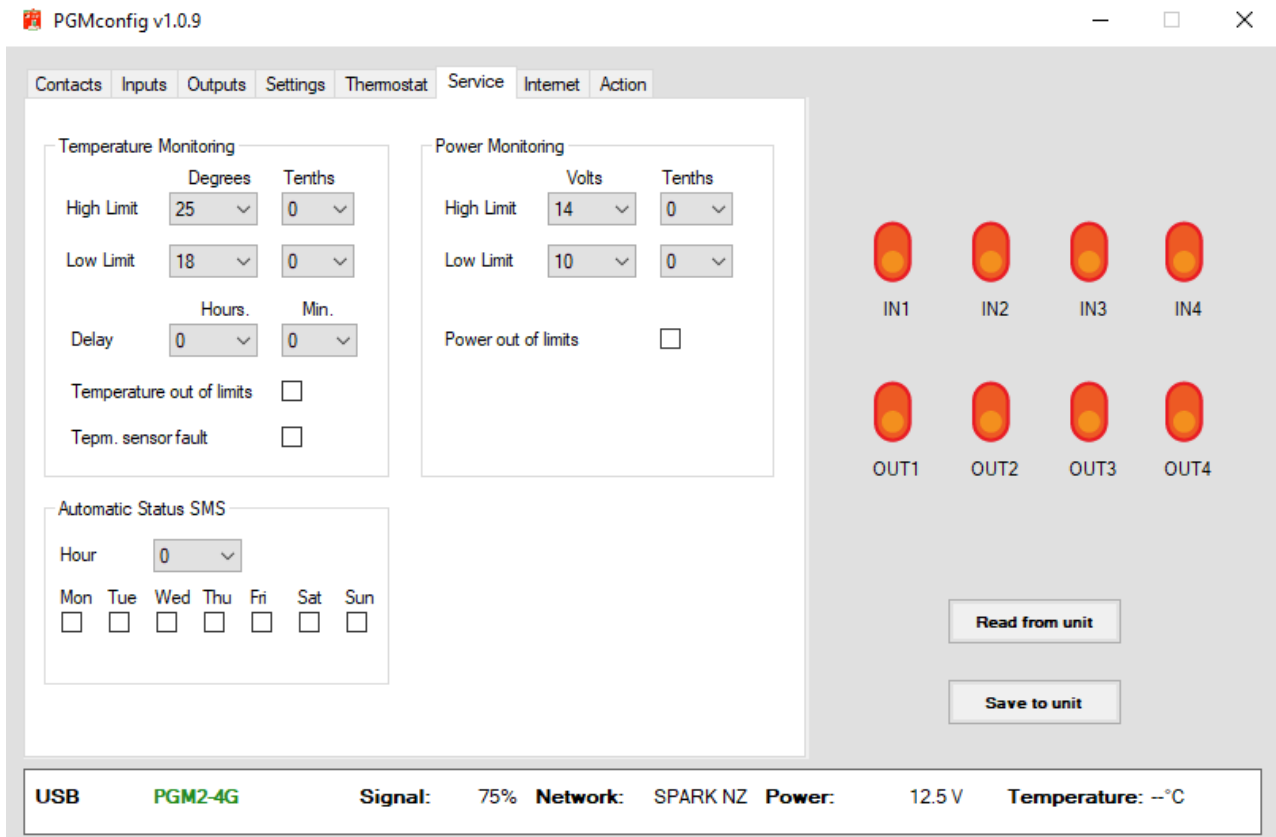 PGMconfig v1.0.9
Contacts Inputs Outputs Settings Thermostat Service Internet Action
Temperature Monitoring
Degrees Tenths
High Limit 25 0
Low Limit 18 0
Hours. Min.
Delay 0 0
Temperature out of limits
Tepm. sensor fault
Power Monitoring
Volts Tenths
High Limit 14 0
Low Limit 10 0
Power out of limits
Automatic Status SMS
Hour 0
Mon Tue Wed Thu Fri Sat Sun
IN1 IN2 IN3 IN4
OUT1 OUT2 OUT3 OUT4
Read from unit
Save to unit
USB PGM2-4G Signal: 75% Network: SPARK NZ Power: 12.5 V Temperature: --°C